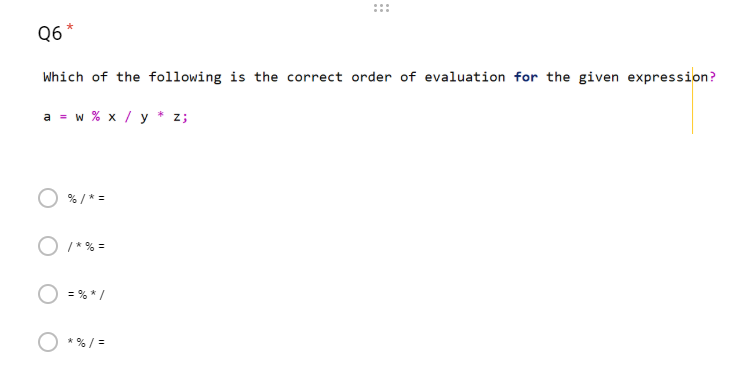 Q6 *
Which of the following is the correct order of evaluation for the given expression?
a = w % x / y * z;
% / * =
/ * % =
= % * /
* % / =